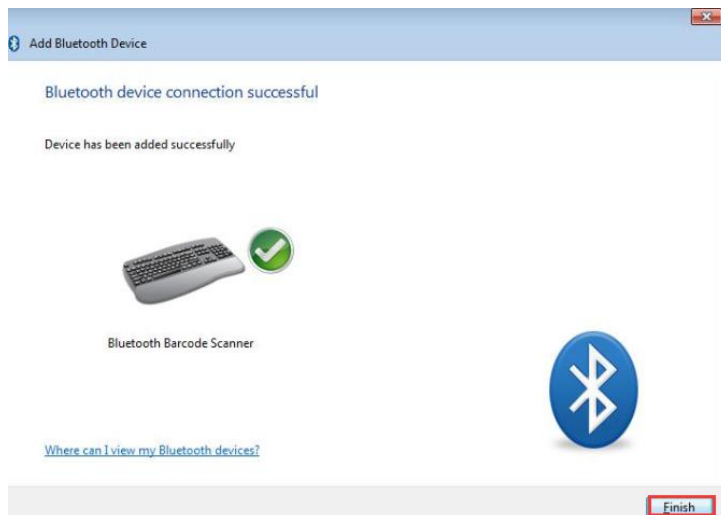 Add Bluetooth Device
Bluetooth device connection successful
Device has been added successfully
Bluetooth Barcode Scanner
Where can I view my Bluetooth devices?
Finish